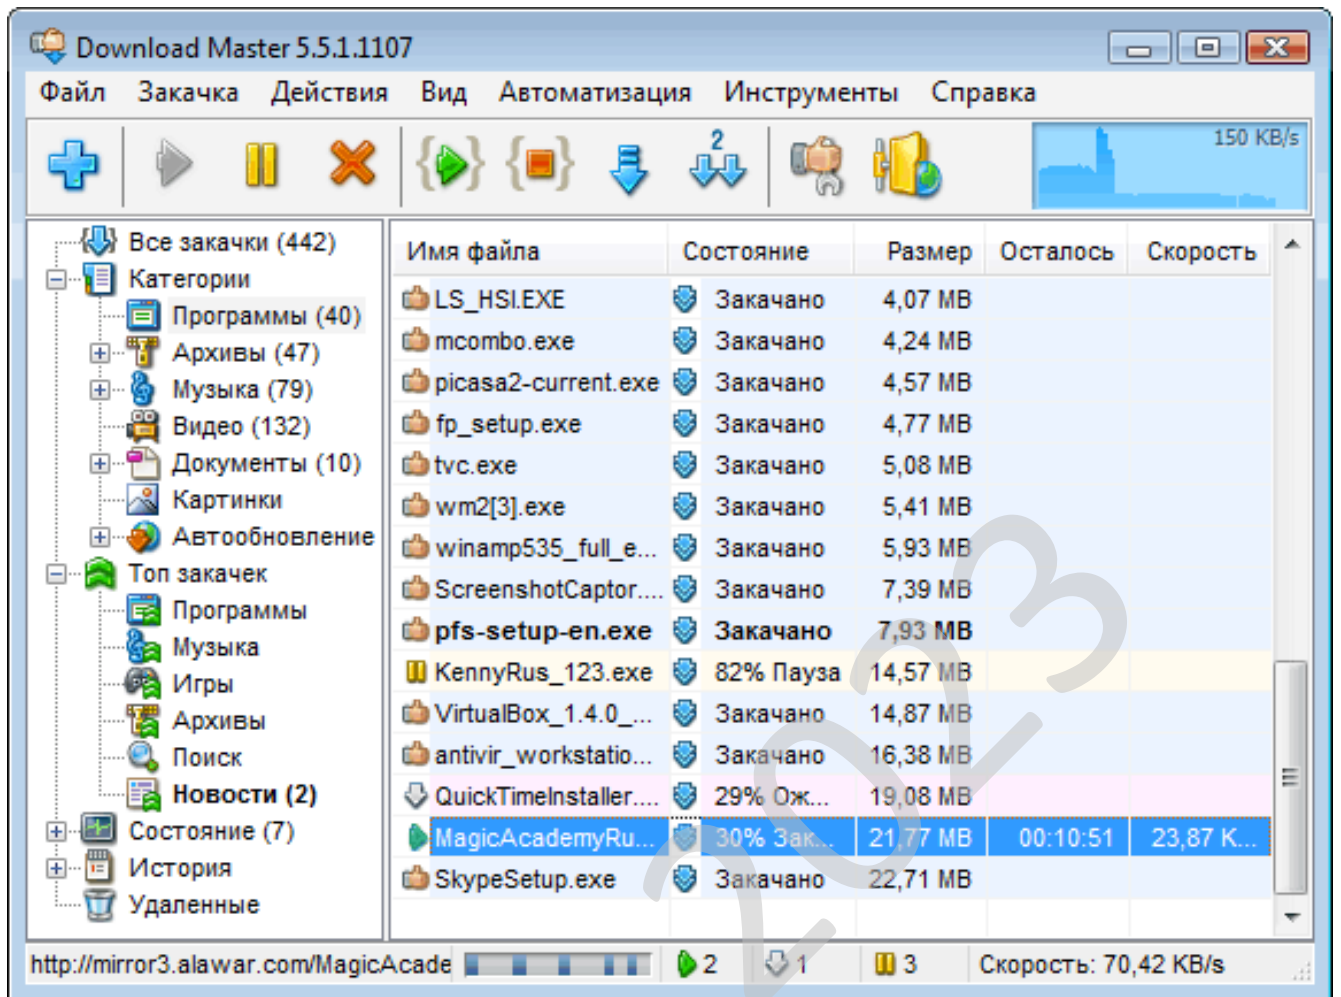 Download Master 5.5.1.1107
Файл Закачка Действия Вид Автоматизация Инструменты Справка
2
150 KB/s
Все закачки (442)
Категории
Программы (40)
Архивы (47)
Музыка (79)
Видео (132)
Документы (10)
Картинки
Автообновление
Топ закачек
Программы
Музыка
Игры
Архивы
Поиск
Новости (2)
Состояние (7)
История
Удаленные
Имя файла Состояние Размер Осталось Скорость
LS_HSI.EXE Закачано 4,07 MB
mcombo.exe Закачано 4,24 MB
picasa2-current.exe Закачано 4,57 MB
fp_setup.exe Закачано 4,77 MB
tvc.exe Закачано 5,08 MB
wm2[3].exe Закачано 5,41 MB
winamp535_full_e... Закачано 5,93 MB
ScreenshotCaptor.... Закачано 7,39 MB
pfs-setup-en.exe Закачано 7,93 MB
KennyRus_123.exe 82% Пауза 14,57 MB
VirtualBox_1.4.0_... Закачано 14,87 MB
antivir_workstatio... Закачано 16,38 MB
QuickTimeInstaller.... 29% Ож... 19,08 MB
MagicAcademyRu... 30% Зак... 21,77 MB 00:10:51 23,87 K...
SkypeSetup.exe Закачано 22,71 MB
2023
http://mirror3.alawar.com/MagicAcade 2 1 3 Скорость: 70,42 KB/s